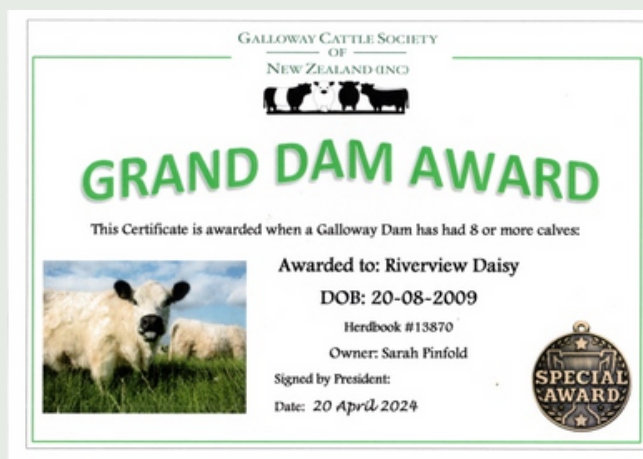 GALLOWAY CATTLE SOCIETY
OF
NEW ZEALAND (INC)
GRAND DAM AWARD
This Certificate is awarded when a Galloway Dam has had 8 or more calves:
Awarded to: Riverview Daisy
DOB: 20-08-2009
Herdbook #13870
Owner: Sarah Pinfold
Signed by President:
Date: 20 April 2024
SPECIAL
AWARD